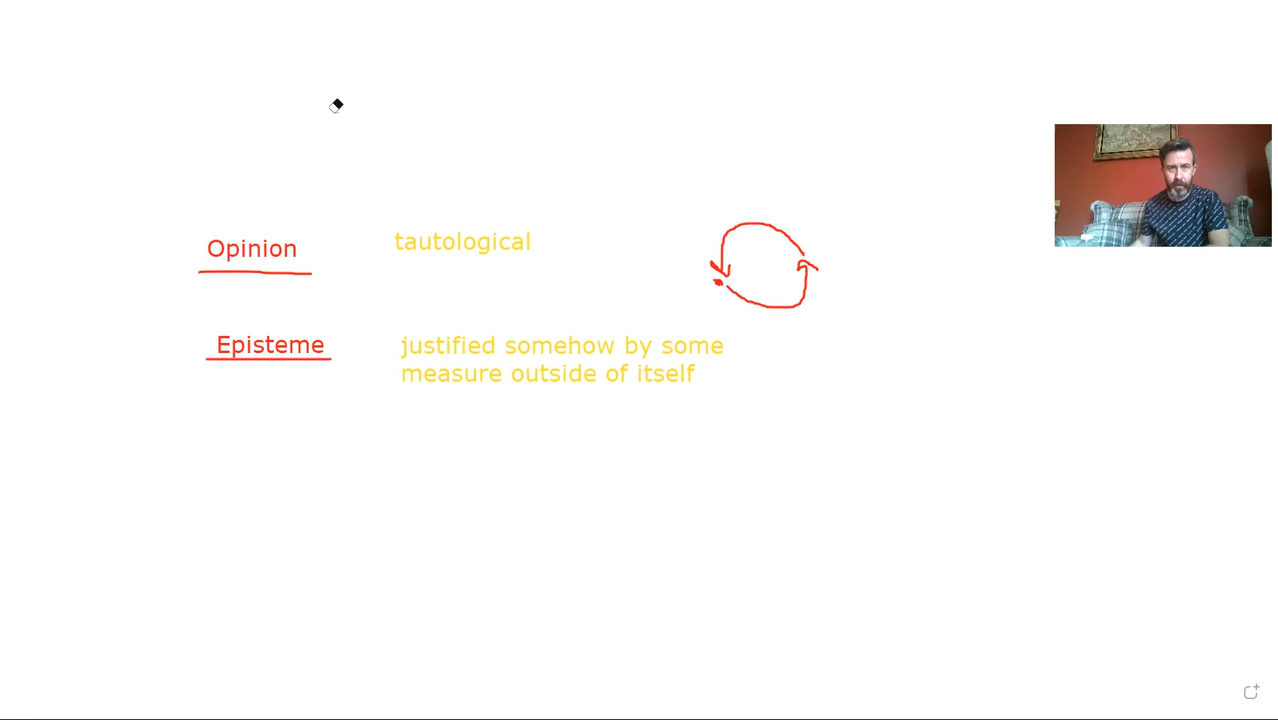 Opinion
tautological
Episteme
justified somehow by some
measure outside of itself